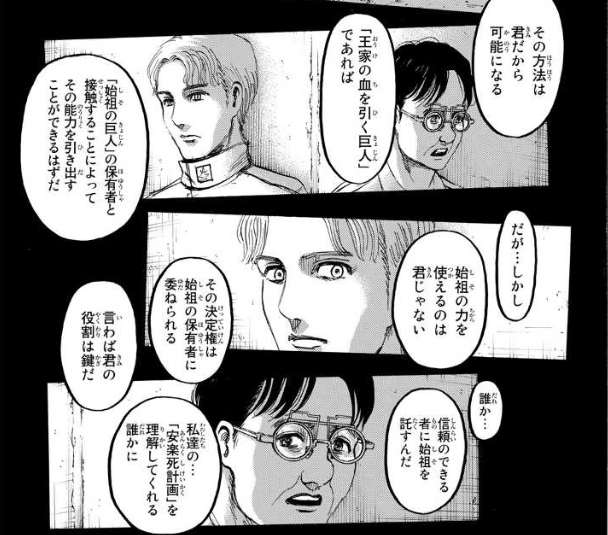 その方法は
君だから
可能になる
「王家の血を引く巨人」
であれば
「始祖の巨人」の保有者と
接触することによって
その能力を引き出す
ことができるはずだ
だが…しかし
始祖の力を
使えるのは
君じゃない
その決定権は
始祖の保有者に
委ねられる
言わば君の
役割は鍵だ
誰か…
信頼のできる
者に始祖を
託すんだ
私達の…
「安楽死計画」を
理解してくれる
誰かに